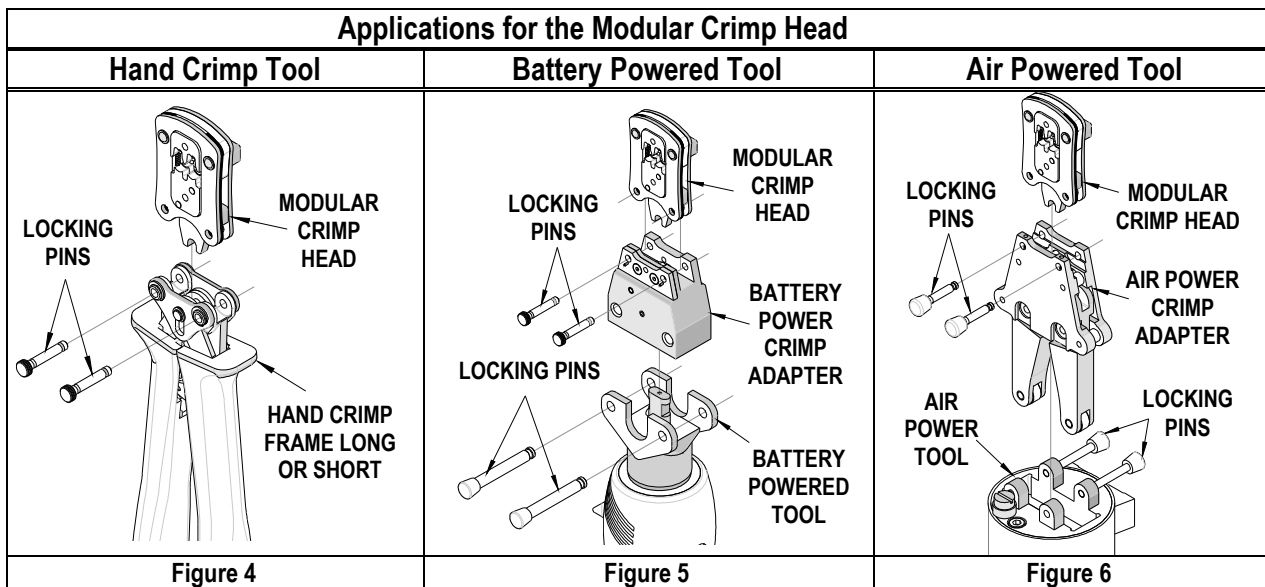 Applications for the Modular Crimp Head
Hand Crimp Tool
Battery Powered Tool
Air Powered Tool
LOCKING
PINS
MODULAR
CRIMP
HEAD
HAND CRIMP
FRAME LONG
OR SHORT
MODULAR
CRIMP
HEAD
LOCKING
PINS
BATTERY
POWER
CRIMP
ADAPTER
LOCKING PINS
BATTERY
POWERED
TOOL
LOCKING
PINS
MODULAR
CRIMP HEAD
AIR POWER
CRIMP
ADAPTER
AIR
POWER
TOOL
LOCKING
PINS
Figure 4
Figure 5
Figure 6